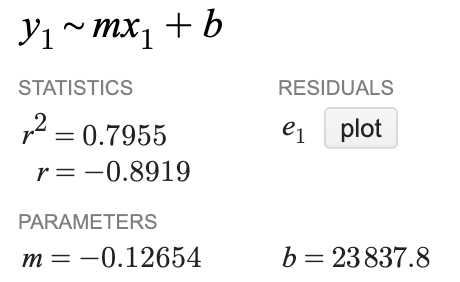 y₁ ~ mx₁ + b
STATISTICS RESIDUALS
r² = 0.7955 e₁ plot
r = −0.8919
PARAMETERS
m = −0.12654 b = 23837.8